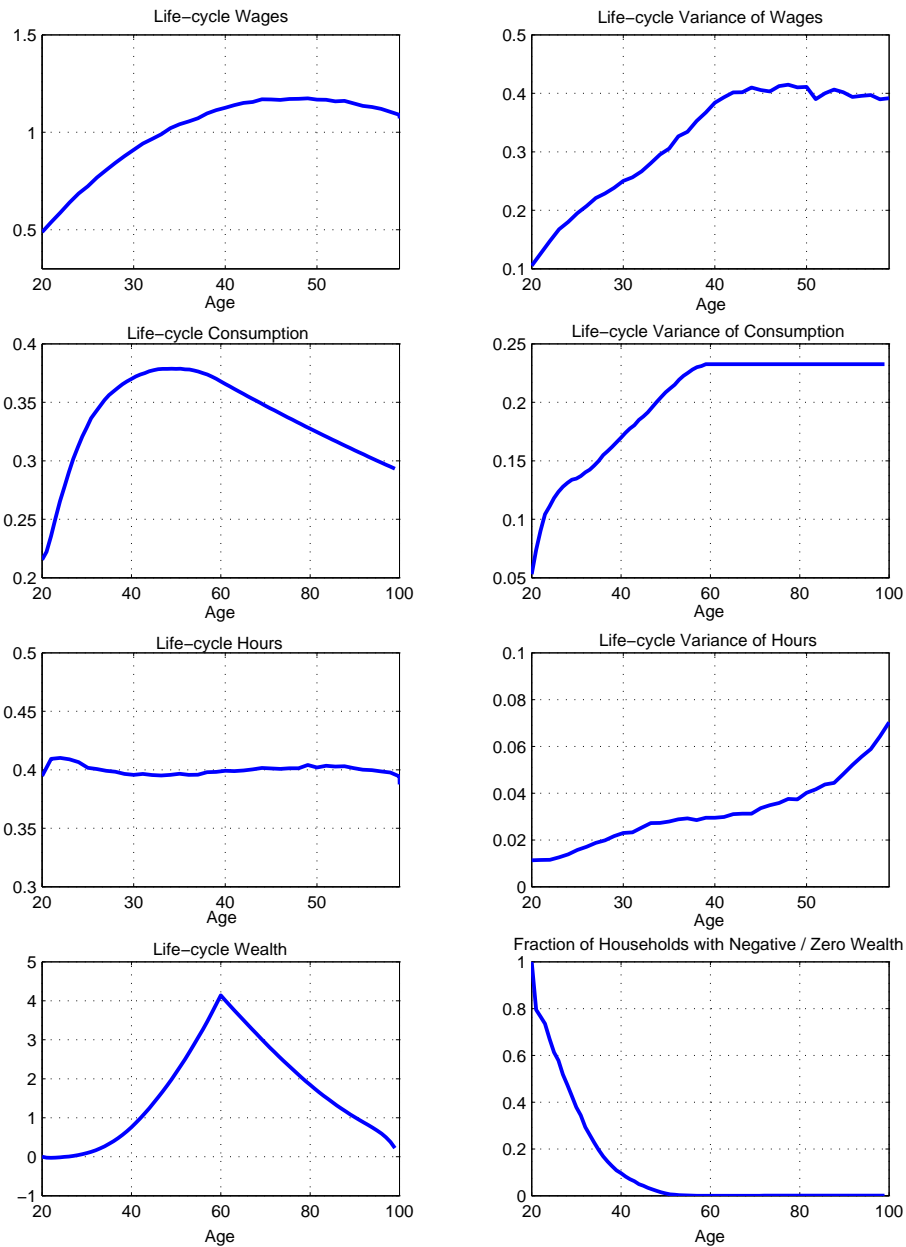 Life−cycle Wages
1.5
1
0.5
20 30 40 50
Age
Life−cycle Variance of Wages
0.5
0.4
0.3
0.2
0.1
20 30 40 50
Age
Life−cycle Consumption
0.4
0.35
0.3
0.25
0.2
20 40 60 80 100
Age
Life−cycle Variance of Consumption
0.25
0.2
0.15
0.1
0.05
20 40 60 80 100
Age
Life−cycle Hours
0.5
0.45
0.4
0.35
0.3
20 30 40 50
Age
Life−cycle Variance of Hours
0.1
0.08
0.06
0.04
0.02
0
20 30 40 50
Age
Life−cycle Wealth
5
4
3
2
1
0
−1
20 40 60 80 100
Age
Fraction of Households with Negative / Zero Wealth
1
0.8
0.6
0.4
0.2
0
20 40 60 80 100
Age